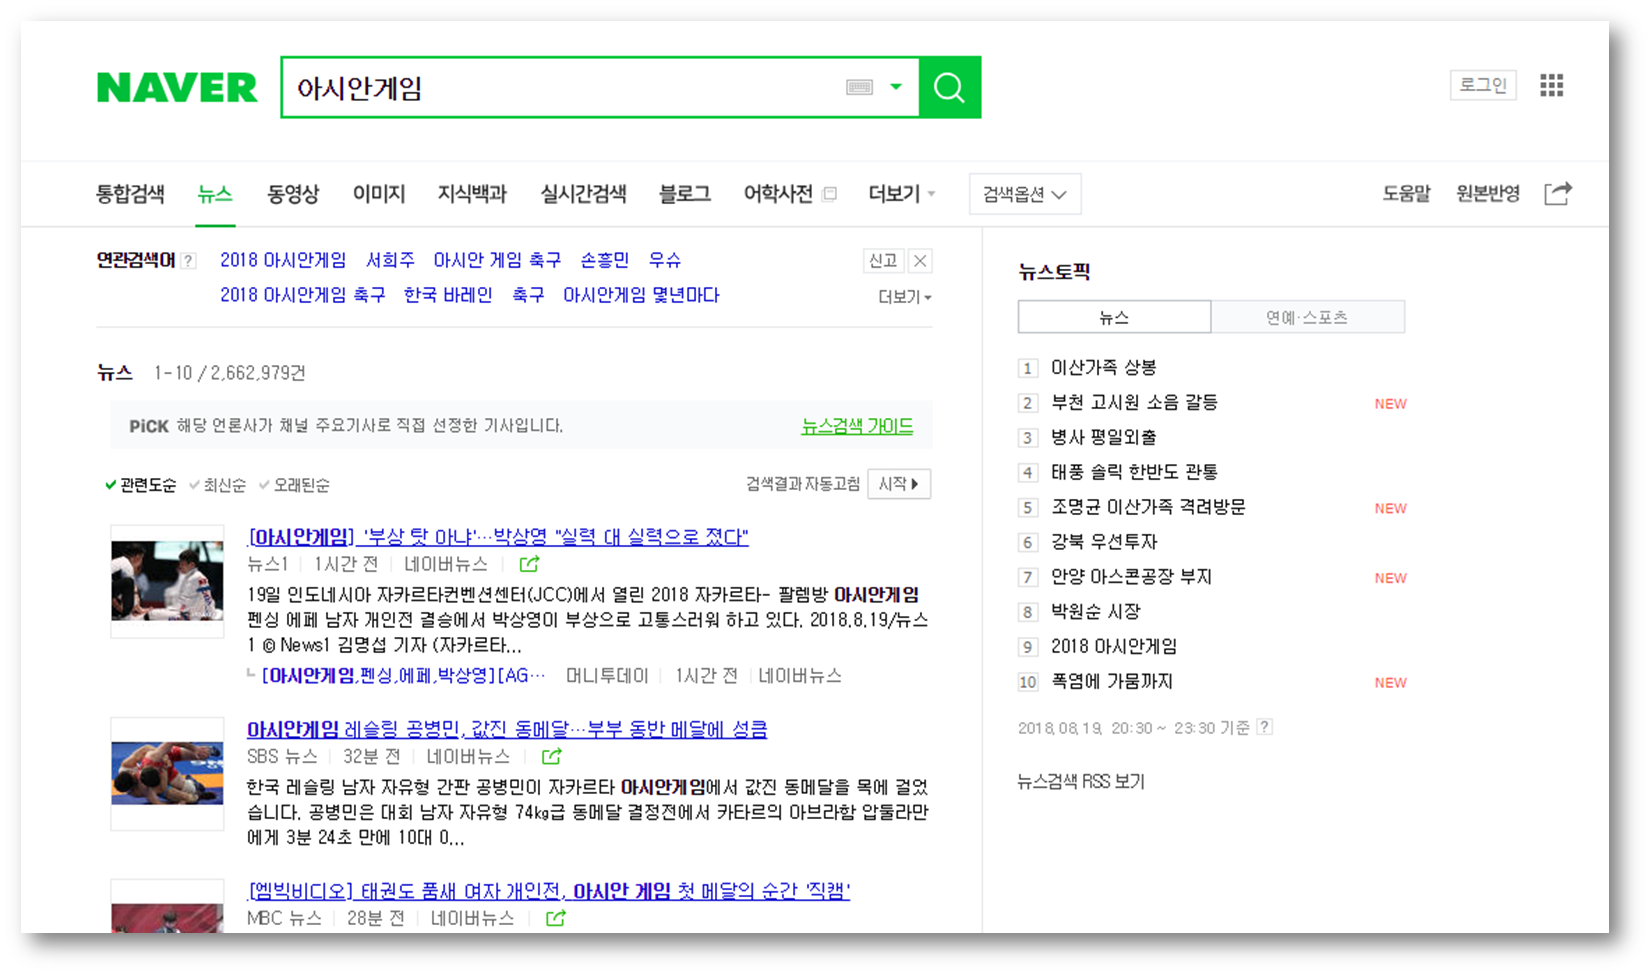 NAVER 아시안게임 로그인
통합검색 뉴스 동영상 이미지 지식백과 실시간검색 블로그 어학사전 더보기 검색옵션 도움말 원본반영
연관검색어 ? 2018 아시안게임 서희주 아시안 게임 축구 손흥민 우슈 신고
2018 아시안게임 축구 한국 바레인 축구 아시안게임 몇년마다 더보기
뉴스 1-10 / 2,662,979건
PiCK 해당 언론사가 채널 주요기사로 직접 선정한 기사입니다. 뉴스검색 가이드
관련도순 최신순 오래된순 검색결과 자동고침 시작
[아시안게임] '부상 탓 아냐'…박상영 "실력 대 실력으로 졌다"
뉴스1 1시간 전 네이버뉴스
19일 인도네시아 자카르타컨벤션센터(JCC)에서 열린 2018 자카르타- 팔렘방 아시안게임
펜싱 에페 남자 개인전 결승에서 박상영이 부상으로 고통스러워 하고 있다. 2018.8.19/뉴스
1 © News1 김명섭 기자 (자카르타...
[아시안게임,펜싱,에페,박상영][AG… 머니투데이 1시간 전 네이버뉴스
아시안게임 레슬링 공병민, 값진 동메달…부부 동반 메달에 성큼
SBS 뉴스 32분 전 네이버뉴스
한국 레슬링 남자 자유형 간판 공병민이 자카르타 아시안게임에서 값진 동메달을 목에 걸었
습니다. 공병민은 대회 남자 자유형 74kg급 동메달 결정전에서 카타르의 아브라함 압둘라만
에게 3분 24초 만에 10대 0...
[엠빅비디오] 태권도 품새 여자 개인전, 아시안 게임 첫 메달의 순간 '직캠'
MBC 뉴스 28분 전 네이버뉴스
뉴스토픽
뉴스 연예·스포츠
1 이산가족 상봉
2 부천 고시원 소음 갈등 NEW
3 병사 평일외출
4 태풍 솔릭 한반도 관통
5 조명균 이산가족 격려방문 NEW
6 강북 우선투자
7 안양 아스콘공장 부지 NEW
8 박원순 시장
9 2018 아시안게임
10 폭염에 가뭄까지 NEW
2018.08.19. 20:30 ~ 23:30 기준 ?
뉴스검색 RSS 보기